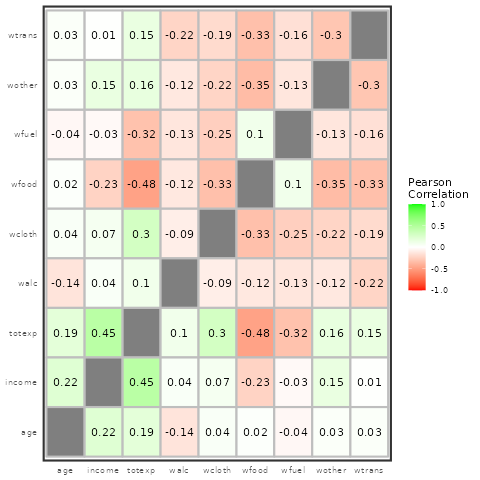 wtrans 0.03 0.01 0.15 -0.22 -0.19 -0.33 -0.16 -0.3
wother 0.03 0.15 0.16 -0.12 -0.22 -0.35 -0.13 -0.3
wfuel -0.04 -0.03 -0.32 -0.13 -0.25 0.1 -0.13 -0.16
wfood 0.02 -0.23 -0.48 -0.12 -0.33 0.1 -0.35 -0.33
wcloth 0.04 0.07 0.3 -0.09 -0.33 -0.25 -0.22 -0.19
walc -0.14 0.04 0.1 -0.09 -0.12 -0.13 -0.12 -0.22
totexp 0.19 0.45 0.1 0.3 -0.48 -0.32 0.16 0.15
income 0.22 0.45 0.04 0.07 -0.23 -0.03 0.15 0.01
age 0.22 0.19 -0.14 0.04 0.02 -0.04 0.03 0.03
age income totexp walc wcloth wfood wfuel wother wtrans
Pearson
Correlation
1.0
0.5
0.0
-0.5
-1.0